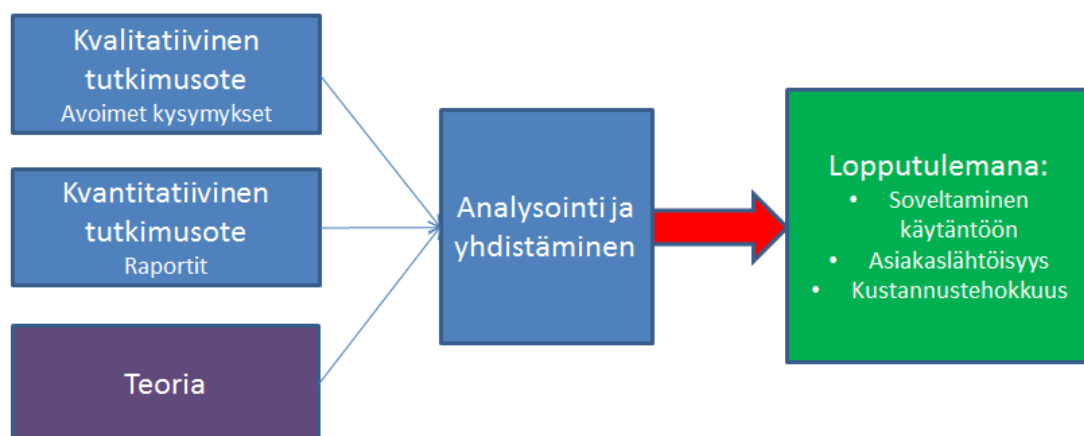 Kvalitatiivinen
tutkimusote
Avoimet kysymykset
Kvantitatiivinen
tutkimusote
Raportit
Teoria
Analysointi ja
yhdistäminen
Lopputulemana:
• Soveltaminen
käytäntöön
• Asiakaslähtöisyys
• Kustannustehokkuus